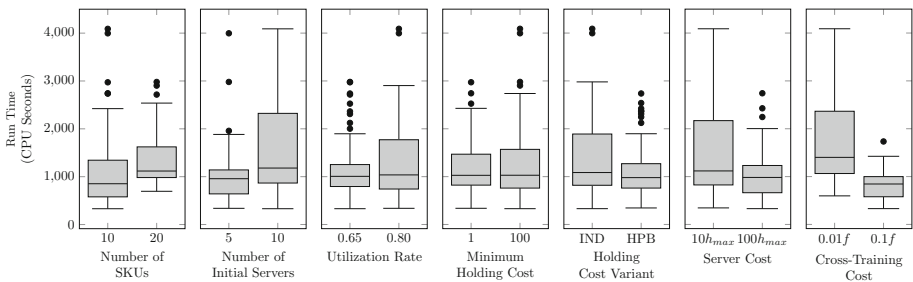 Run Time
(CPU Seconds)
4,000
3,000
2,000
1,000
0
10 20
Number of
SKUs
5 10
Number of
Initial Servers
0.65 0.80
Utilization Rate
1 100
Minimum
Holding Cost
IND HPB
Holding
Cost Variant
10h_max 100h_max
Server Cost
0.01f 0.1f
Cross-Training
Cost